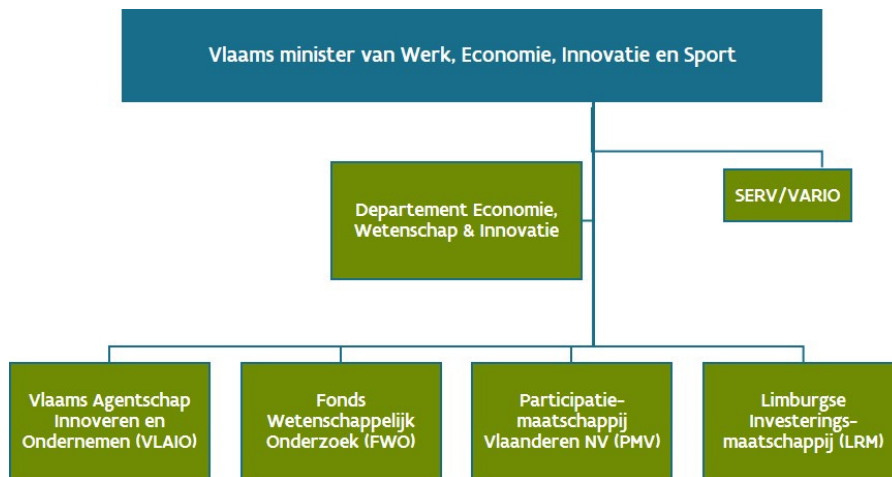 Vlaams minister van Werk, Economie, Innovatie en Sport
Departement Economie,
Wetenschap & Innovatie
SERV/VARIO
Vlaams Agentschap
Innoveren en
Ondernemen (VLAIO)
Fonds
Wetenschappelijk
Onderzoek (FWO)
Participatie-
maatschappij
Vlaanderen NV (PMV)
Limburgse
Investerings-
maatschappij (LRM)